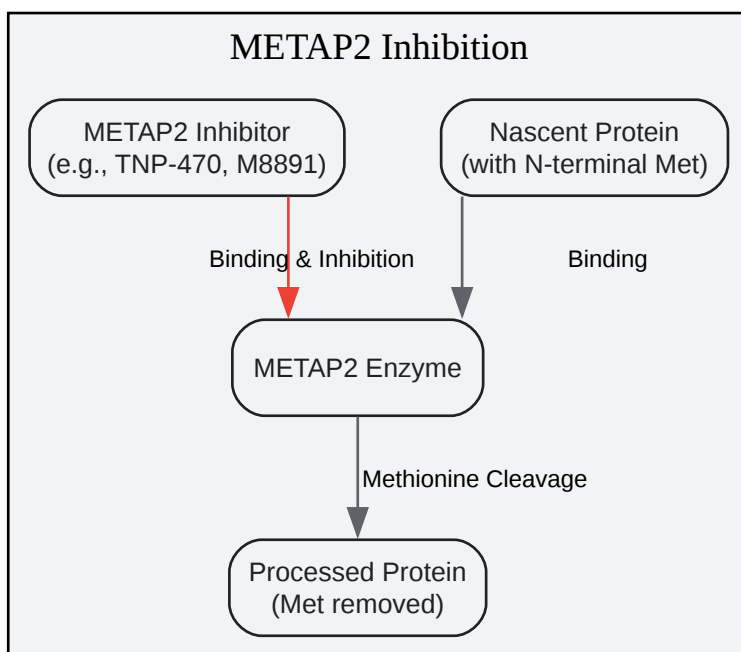 METAP2 Inhibition
METAP2 Inhibitor
(e.g., TNP-470, M8891)
Nascent Protein
(with N-terminal Met)
Binding & Inhibition
Binding
METAP2 Enzyme
Methionine Cleavage
Processed Protein
(Met removed)